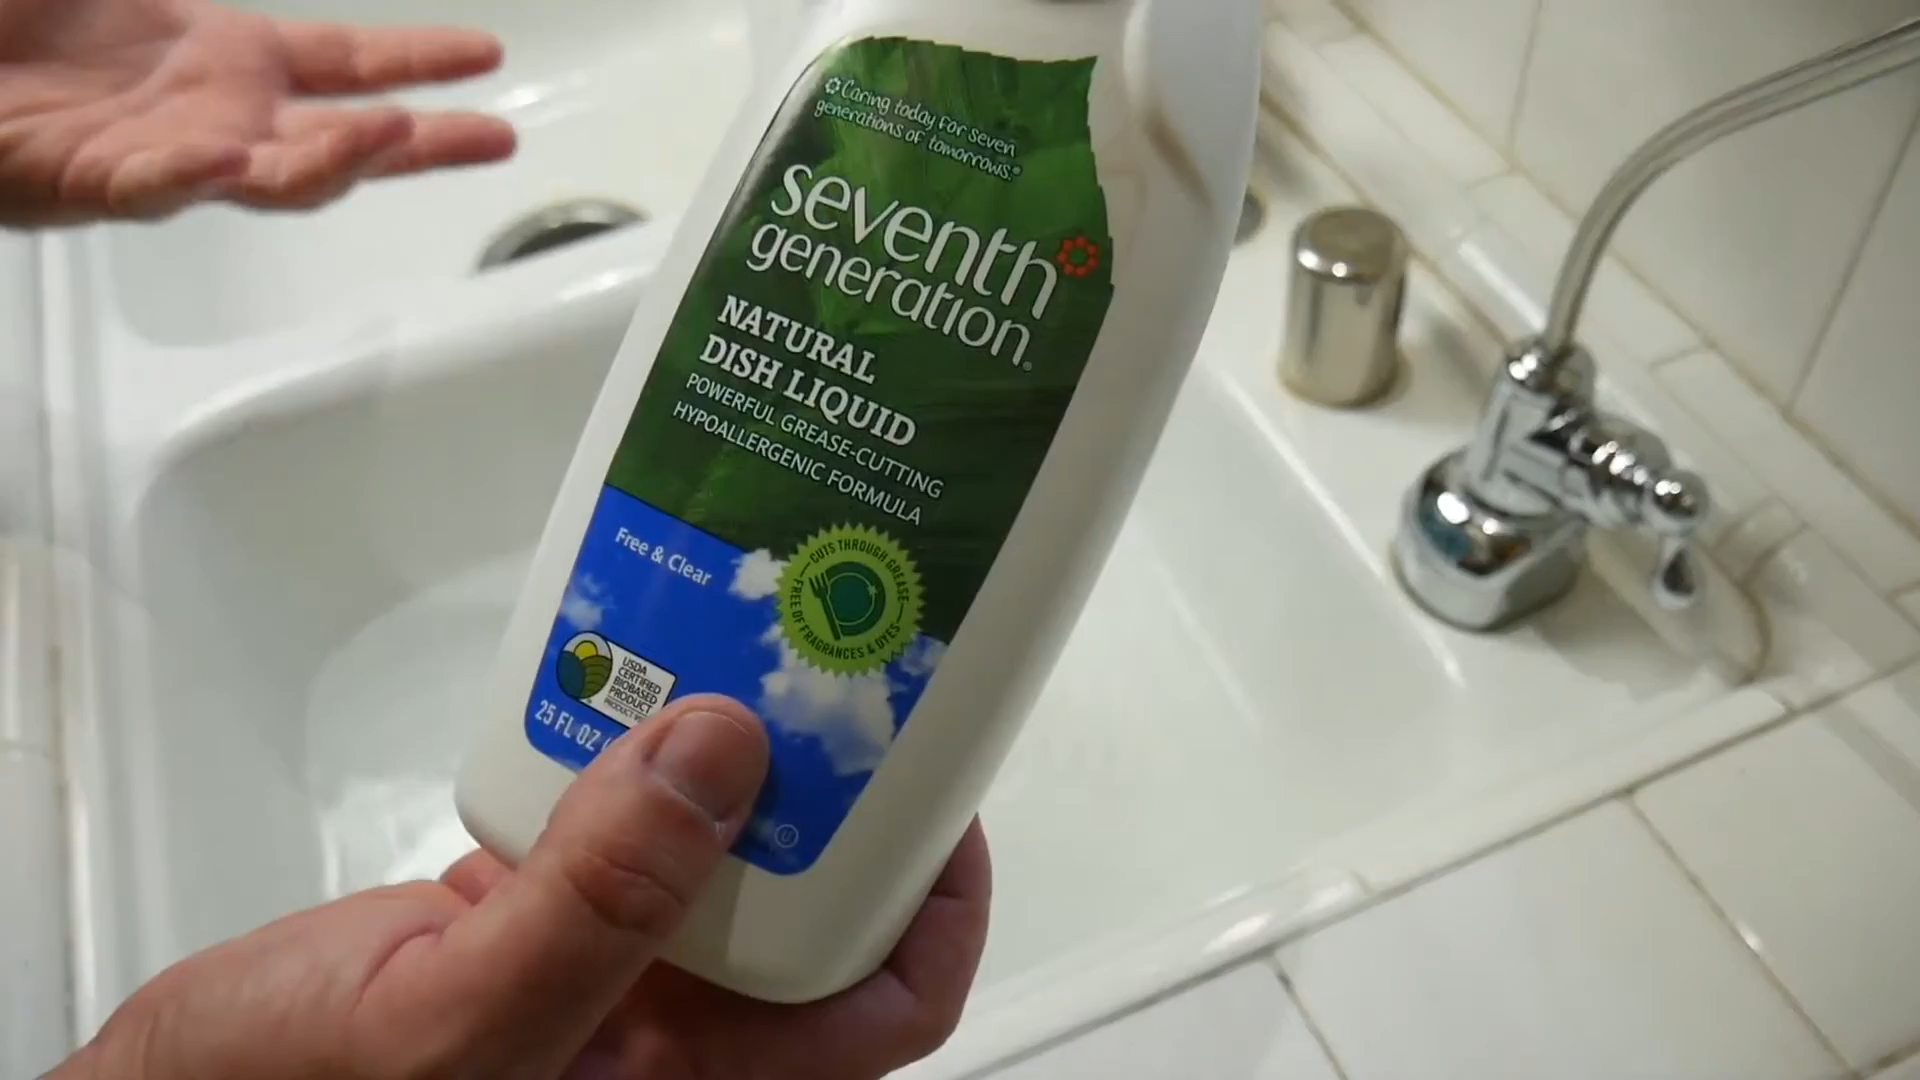 Caring today for seven
generations of tomorrows.®
seventh
generation®
NATURAL
DISH LIQUID
POWERFUL GREASE-CUTTING
HYPOALLERGENIC FORMULA
Free & Clear
CUTS THROUGH GREASE
FREE OF FRAGRANCES & DYES
USDA
CERTIFIED
BIOBASED
PRODUCT
PRODUCT
25 FL OZ
U